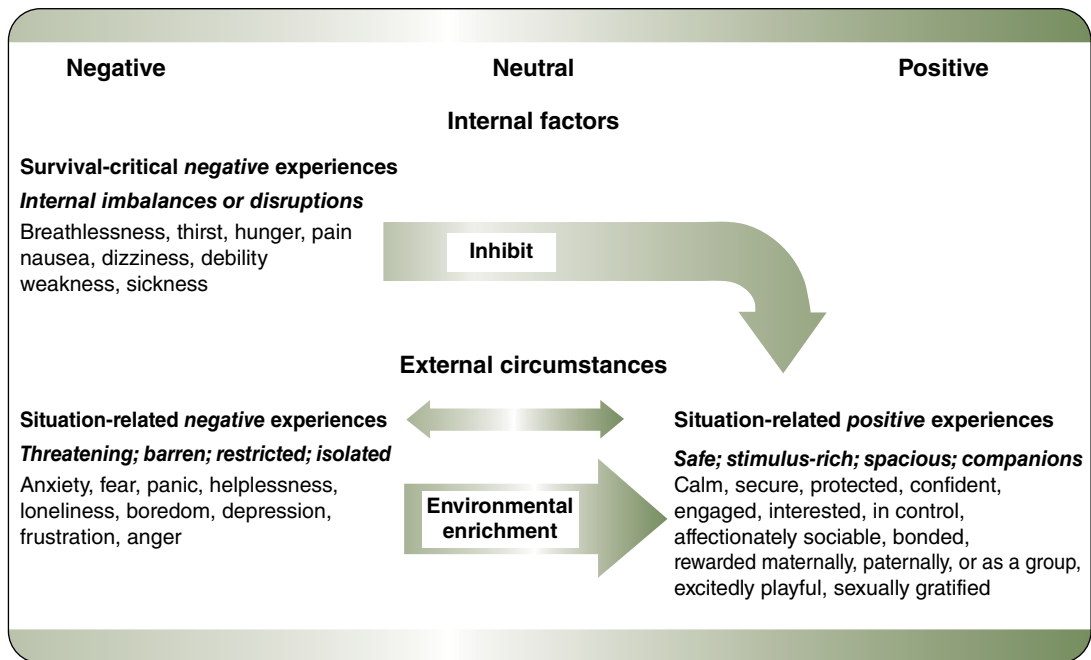 Negative
Neutral
Positive
Internal factors
Survival-critical negative experiences
Internal imbalances or disruptions
Breathlessness, thirst, hunger, pain
nausea, dizziness, debility
weakness, sickness
Inhibit
External circumstances
Situation-related negative experiences
Threatening; barren; restricted; isolated
Anxiety, fear, panic, helplessness,
loneliness, boredom, depression,
frustration, anger
Environmental
enrichment
Situation-related positive experiences
Safe; stimulus-rich; spacious; companions
Calm, secure, protected, confident,
engaged, interested, in control,
affectionately sociable, bonded,
rewarded maternally, paternally, or as a group,
excitedly playful, sexually gratified